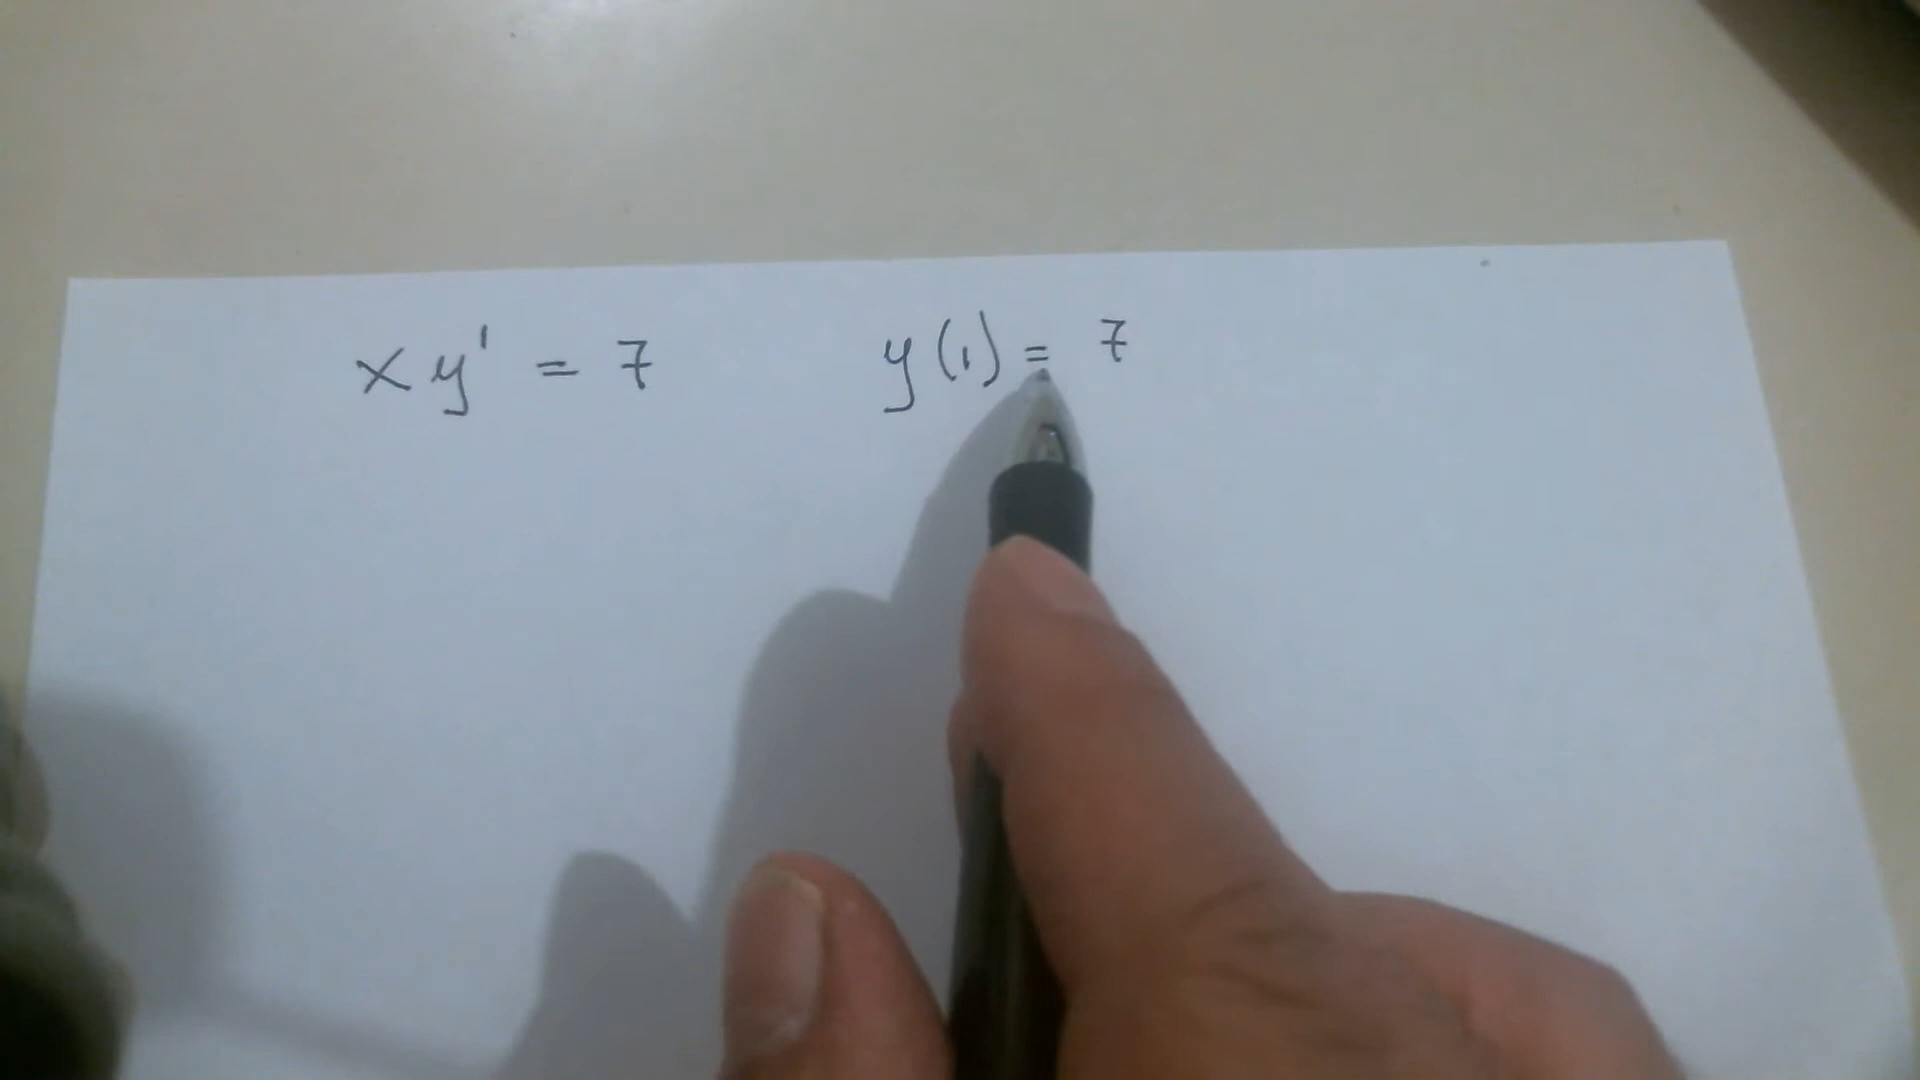 xy' = 7 y(1) = 7